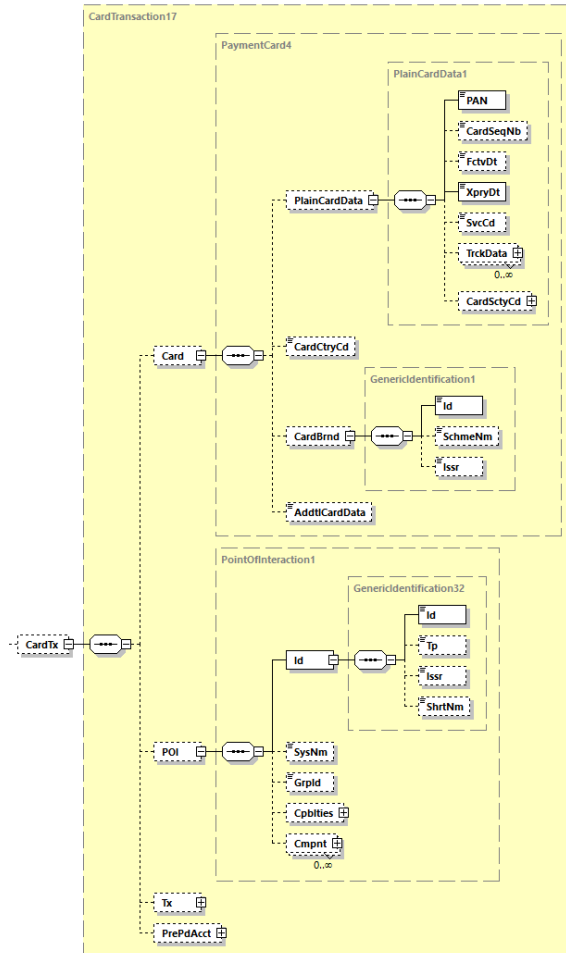 CardTransaction17
PaymentCard4
PlainCardData1
PAN
CardSeqNb
FctvDt
XpryDt
SvcCd
TrckData
0..∞
CardSctyCd
PlainCardData
CardCtryCd
Card
GenericIdentification1
Id
SchmeNm
Issr
CardBrnd
AddtlCardData
PointOfInteraction1
GenericIdentification32
Id
Tp
Issr
ShrtNm
Id
CardTx
POI
SysNm
GrpId
Cpblties
Cmpnt
0..∞
Tx
PrePdAcct